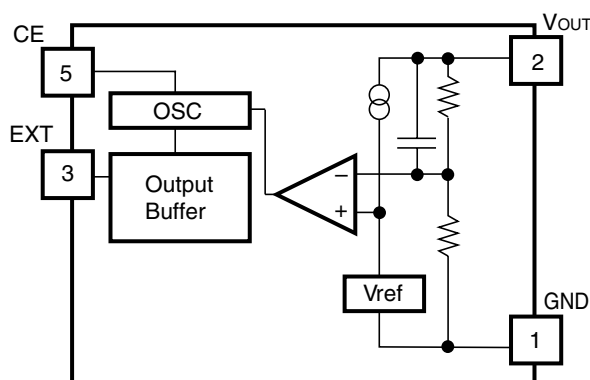 CE
VOUT
5
2
OSC
EXT
3
Output
Buffer
−
+
Vref
GND
1